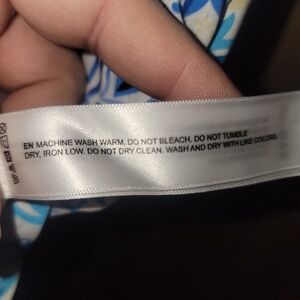 EN MACHINE WASH WARM. DO NOT BLEACH. DO NOT TUMBLE
DRY, IRON LOW. DO NOT DRY CLEAN. WASH AND DRY WITH LIKE COLORS.